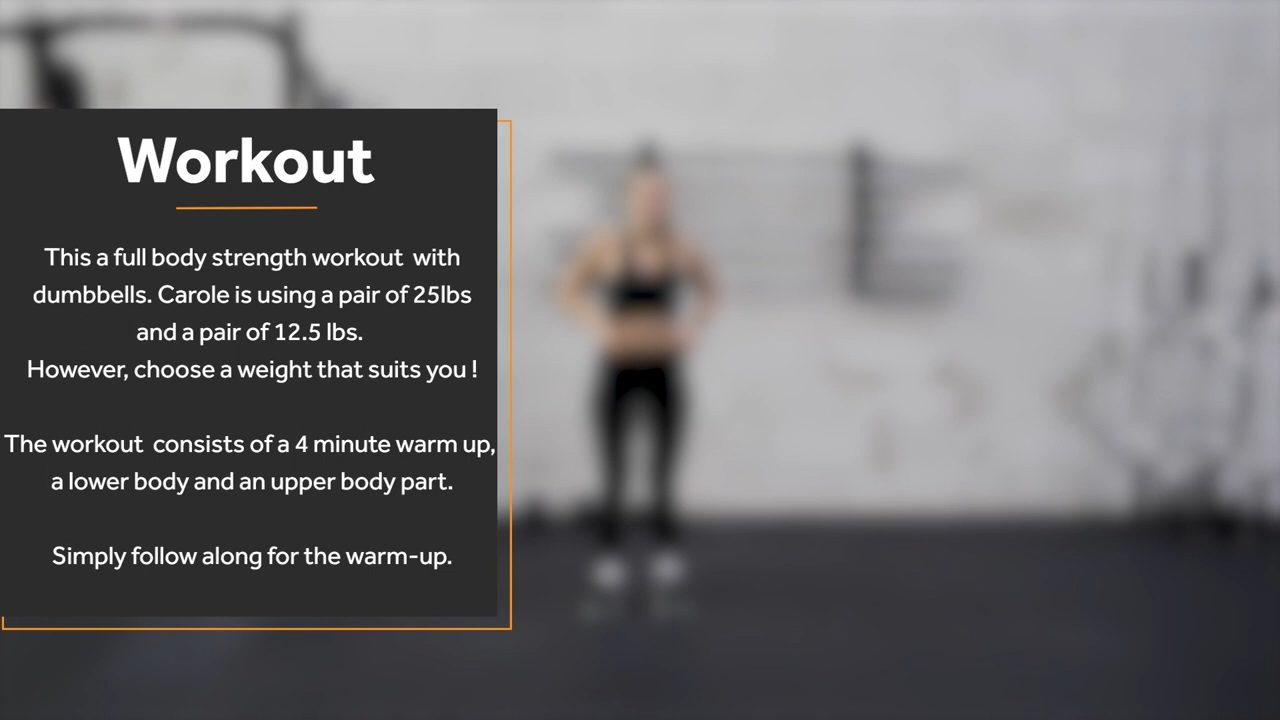 Workout
This a full body strength workout  with
dumbbells. Carole is using a pair of 25lbs
and a pair of 12.5 lbs.
However, choose a weight that suits you !
The workout  consists of a 4 minute warm up,
a lower body and an upper body part.
Simply follow along for the warm-up.